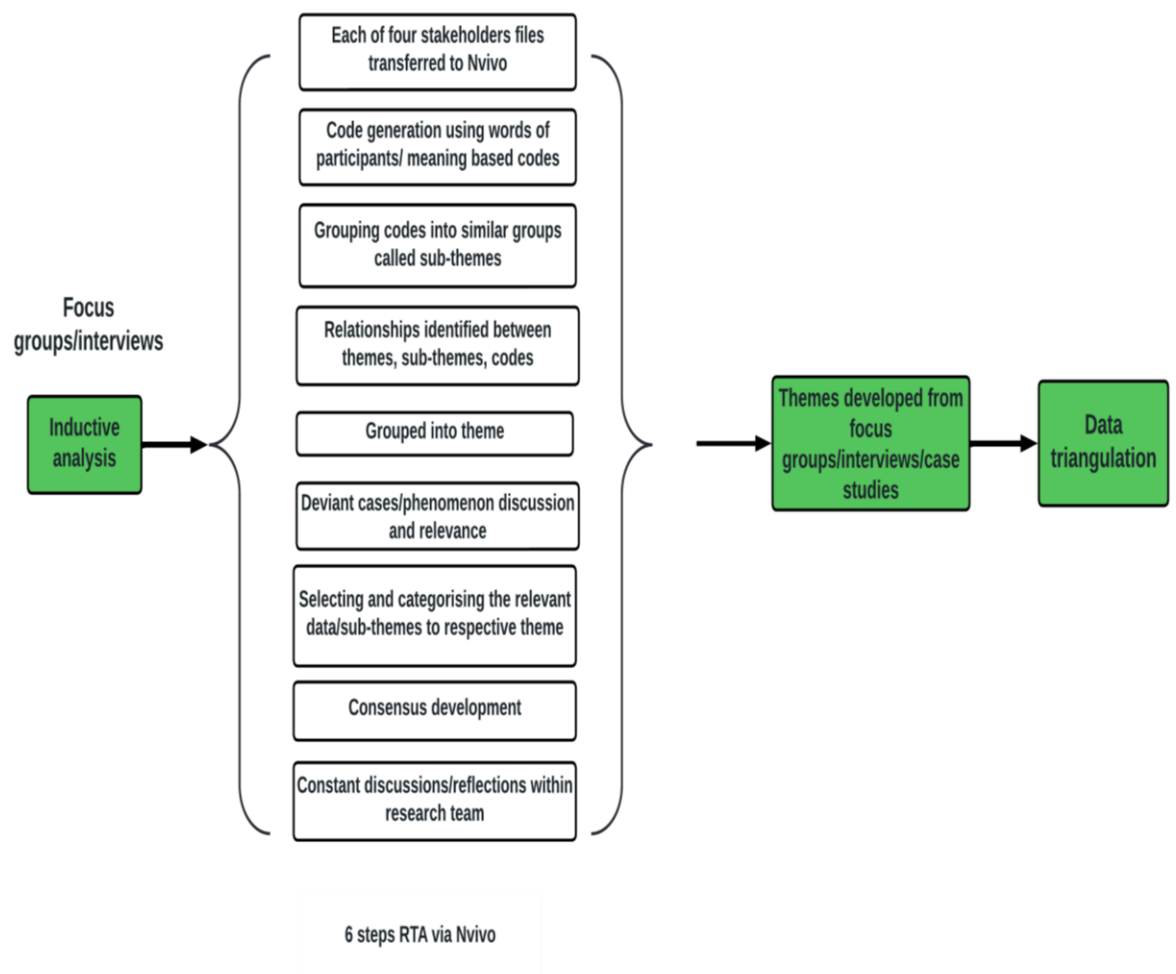 Focus
groups/interviews
Inductive
analysis
Each of four stakeholders files
transferred to Nvivo
Code generation using words of
participants/ meaning based codes
Grouping codes into similar groups
called sub-themes
Relationships identified between
themes, sub-themes, codes
Grouped into theme
Deviant cases/phenomenon discussion
and relevance
Selecting and categorising the relevant
data/sub-themes to respective theme
Consensus development
Constant discussions/reflections within
research team
6 steps RTA via Nvivo
Themes developed from
focus
groups/interviews/case
studies
Data
triangulation